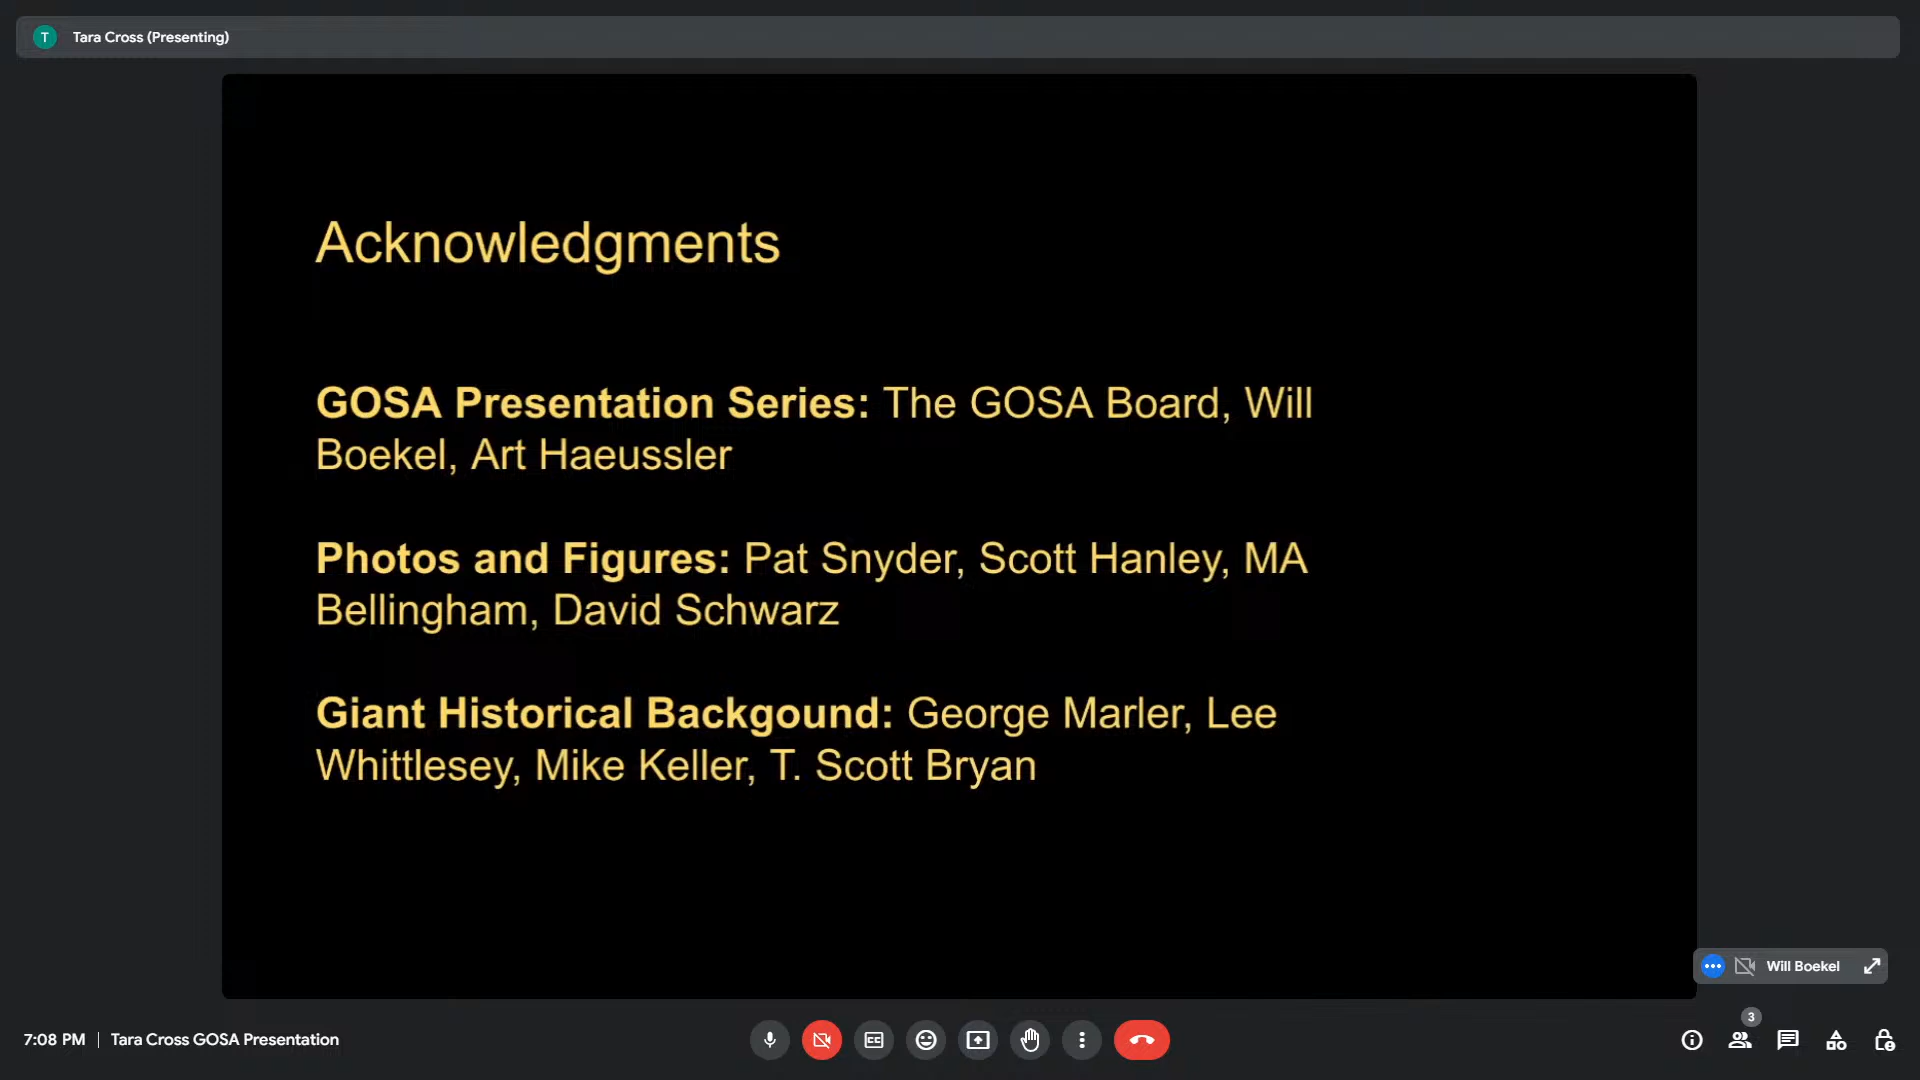 T Tara Cross (Presenting)
Acknowledgments
GOSA Presentation Series: The GOSA Board, Will
Boekel, Art Haeussler
Photos and Figures: Pat Snyder, Scott Hanley, MA
Bellingham, David Schwarz
Giant Historical Backgound: George Marler, Lee
Whittlesey, Mike Keller, T. Scott Bryan
Will Boekel
3
7:08 PM | Tara Cross GOSA Presentation
CC